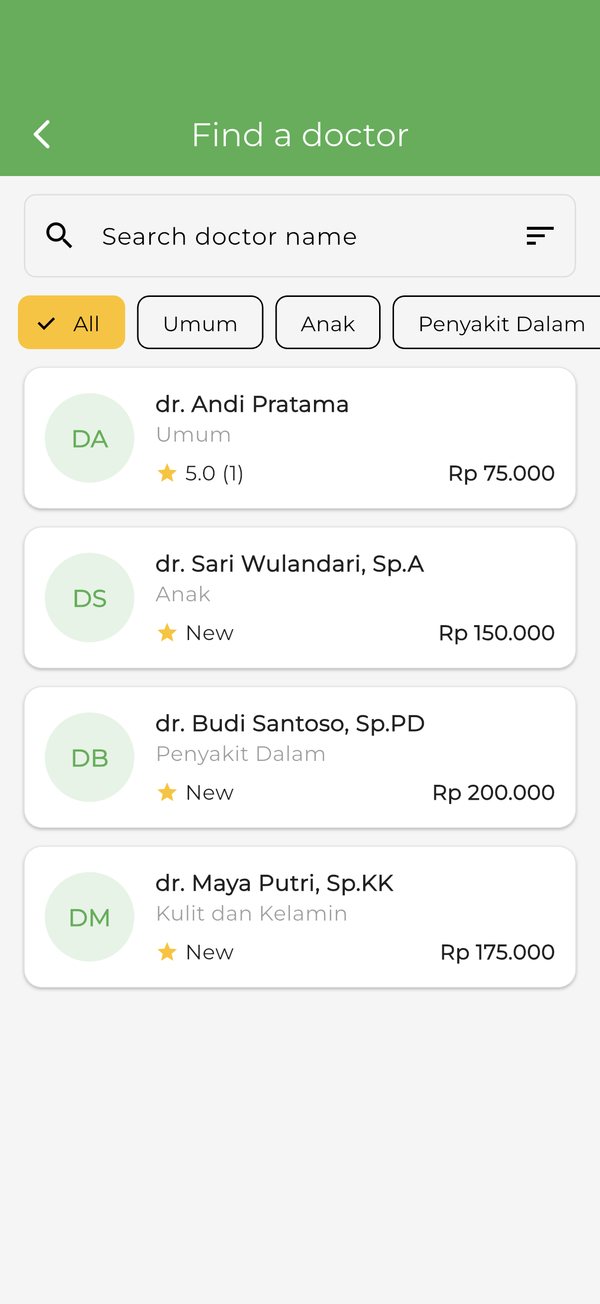 Find a doctor
Search doctor name
All Umum Anak Penyakit Dalam
DA
dr. Andi Pratama
Umum
5.0 (1) Rp 75.000
DS
dr. Sari Wulandari, Sp.A
Anak
New Rp 150.000
DB
dr. Budi Santoso, Sp.PD
Penyakit Dalam
New Rp 200.000
DM
dr. Maya Putri, Sp.KK
Kulit dan Kelamin
New Rp 175.000